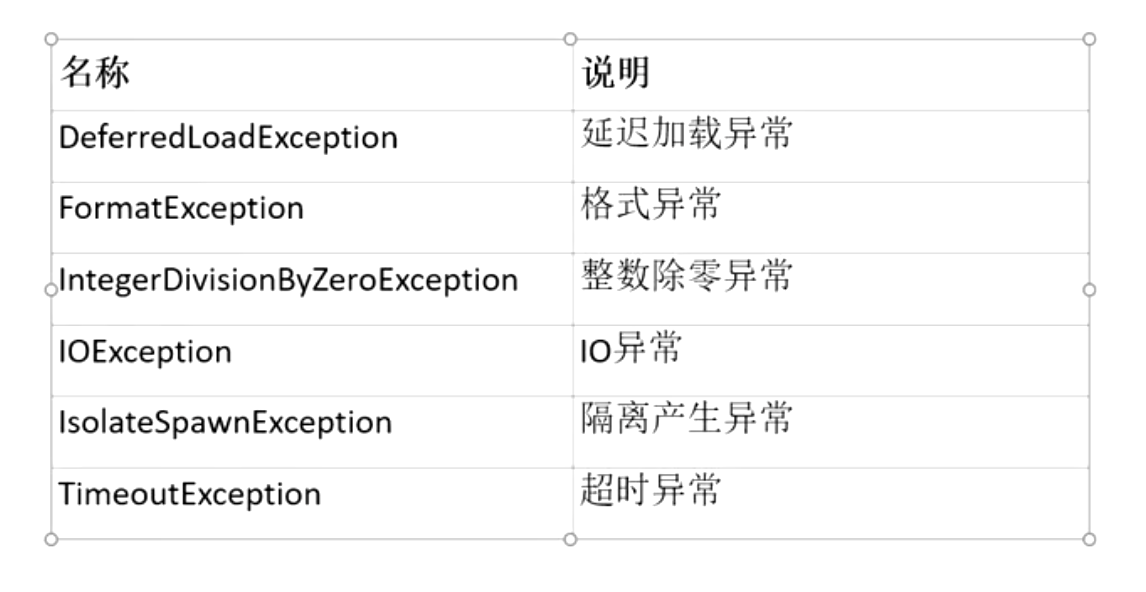 名称 说明
DeferredLoadException 延迟加载异常
FormatException 格式异常
IntegerDivisionByZeroException 整数除零异常
IOException IO异常
IsolateSpawnException 隔离产生异常
TimeoutException 超时异常